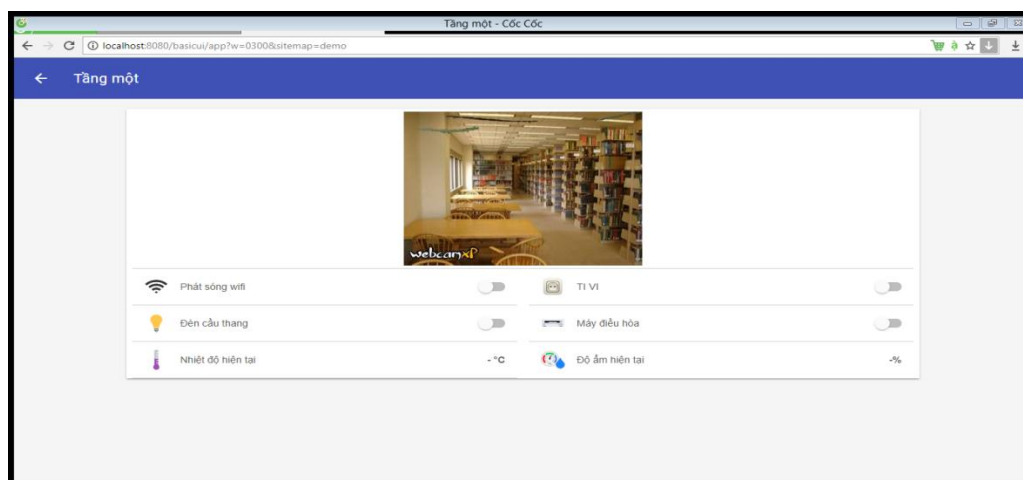 Tầng một - Cốc Cốc
localhost:8080/basicui/app?w=0300&sitemap=demo
Tầng một
webcamXP
Phát sóng wifi
TI VI
Đèn cầu thang
Máy điều hòa
Nhiệt độ hiện tại - °C
Độ ẩm hiện tại -%